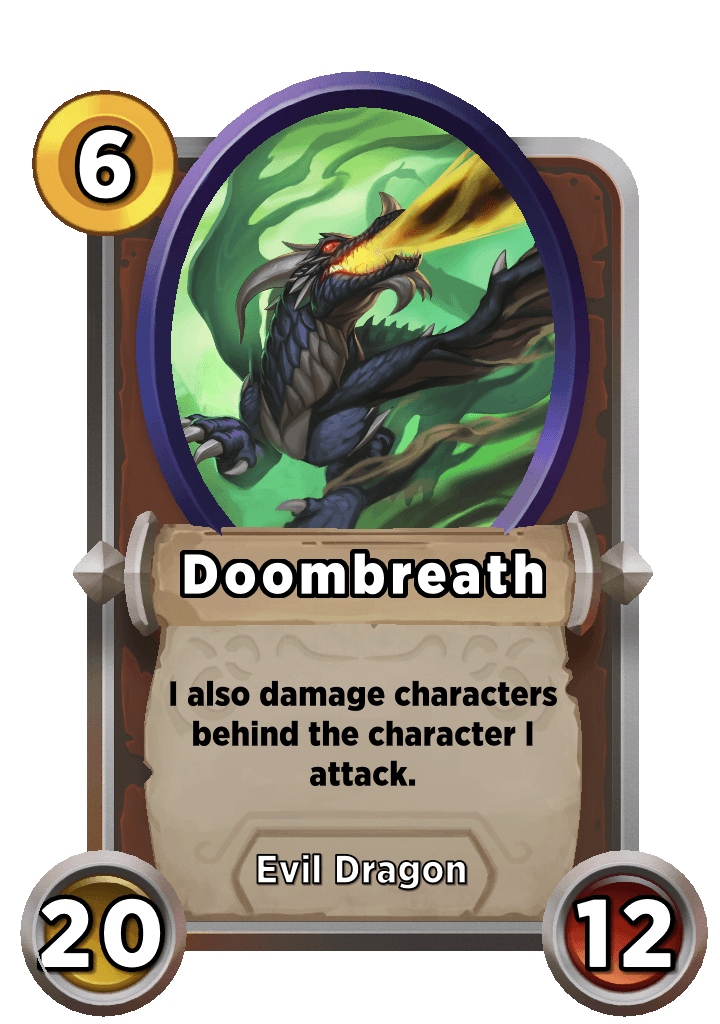 6
Doombreath
I also damage characters
behind the character I
attack.
Evil Dragon
20
12